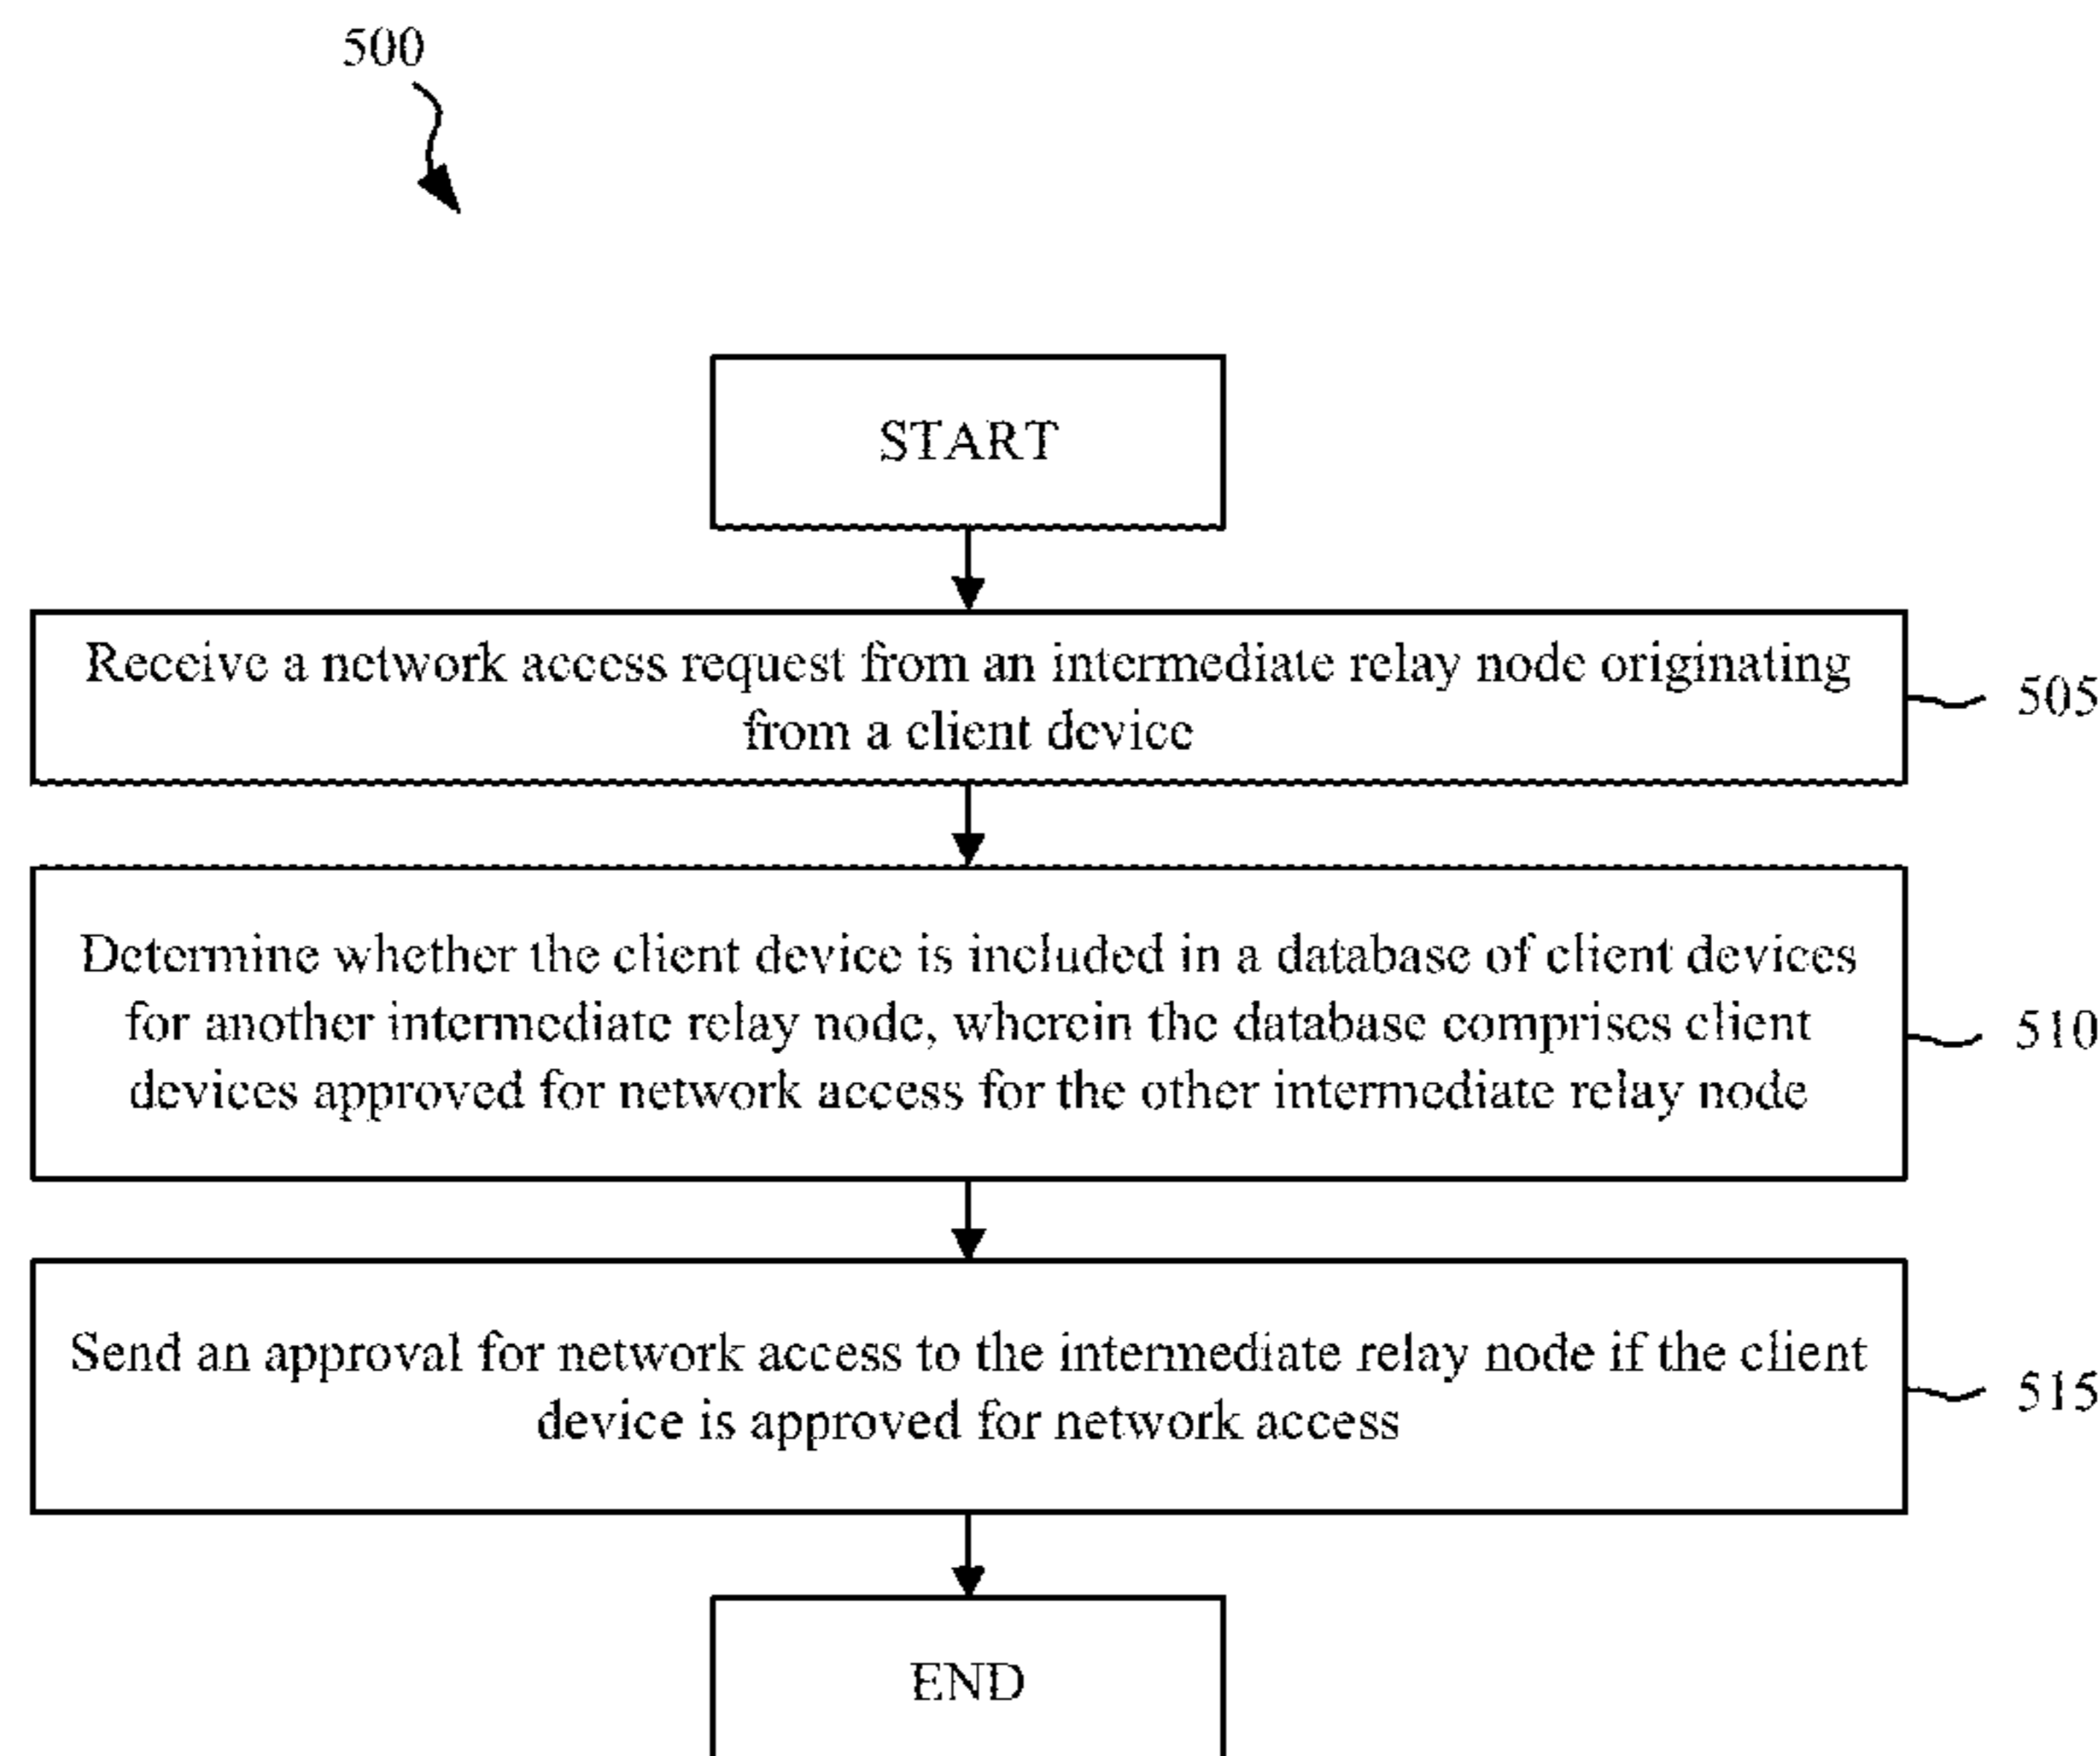 500
START
Receive a network access request from an intermediate relay node originating
from a client device
505
Determine whether the client device is included in a database of client devices
for another intermediate relay node, wherein the database comprises client
devices approved for network access for the other intermediate relay node
510
Send an approval for network access to the intermediate relay node if the client
device is approved for network access
515
END